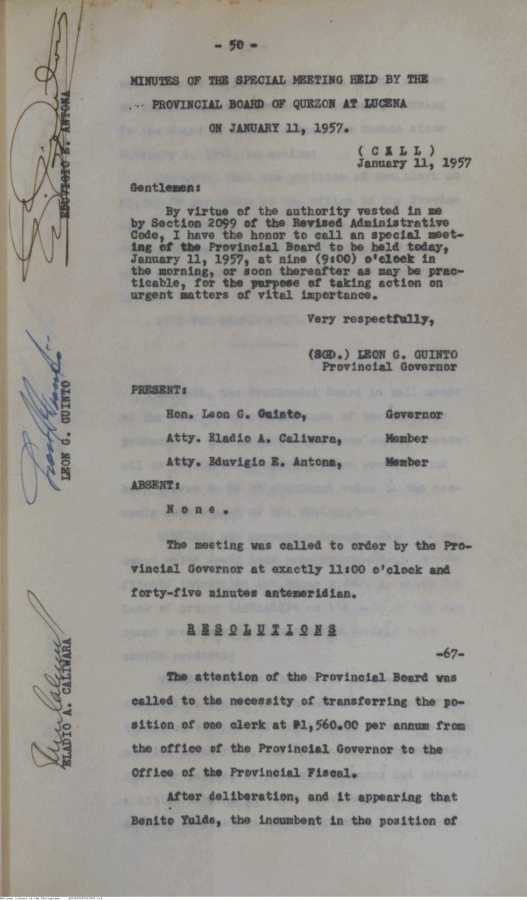 - 50 -
MINUTES OF THE SPECIAL MEETING HELD BY THE
PROVINCIAL BOARD OF QUEZON AT LUCENA
ON JANUARY 11, 1957.
( C A L L )
January 11, 1957
Gentlemen:
By virtue of the authority vested in me
by Section 2099 of the Revised Administrative
Code, I have the honor to call an special meet-
ing of the Provincial Board to be held today,
January 11, 1957, at nine (9:00) o'clock in
the morning, or soon thereafter as may be prac-
ticable, for the purpose of taking action on
urgent matters of vital importance.
Very respectfully,
(SGD.) LEON G. GUINTO
Provincial Governor
PRESENT:
Hon. Leon G. Guinto, Governor
Atty. Eladio A. Caliwara, Member
Atty. Eduvigio E. Antona, Member
ABSENT:
N o n e .
The meeting was called to order by the Pro-
vincial Governor at exactly 11:00 o'clock and
forty-five minutes antemeridian.
R E S O L U T I O N S
-67-
The attention of the Provincial Board was
called to the necessity of transferring the po-
sition of one clerk at ₱1,560.00 per annum from
the office of the Provincial Governor to the
Office of the Provincial Fiscal.
After deliberation, and it appearing that
Benito Yulde, the incumbent in the position of
EDUVIGIO E. ANTONA
LEON G. GUINTO
ELADIO A. CALIWARA